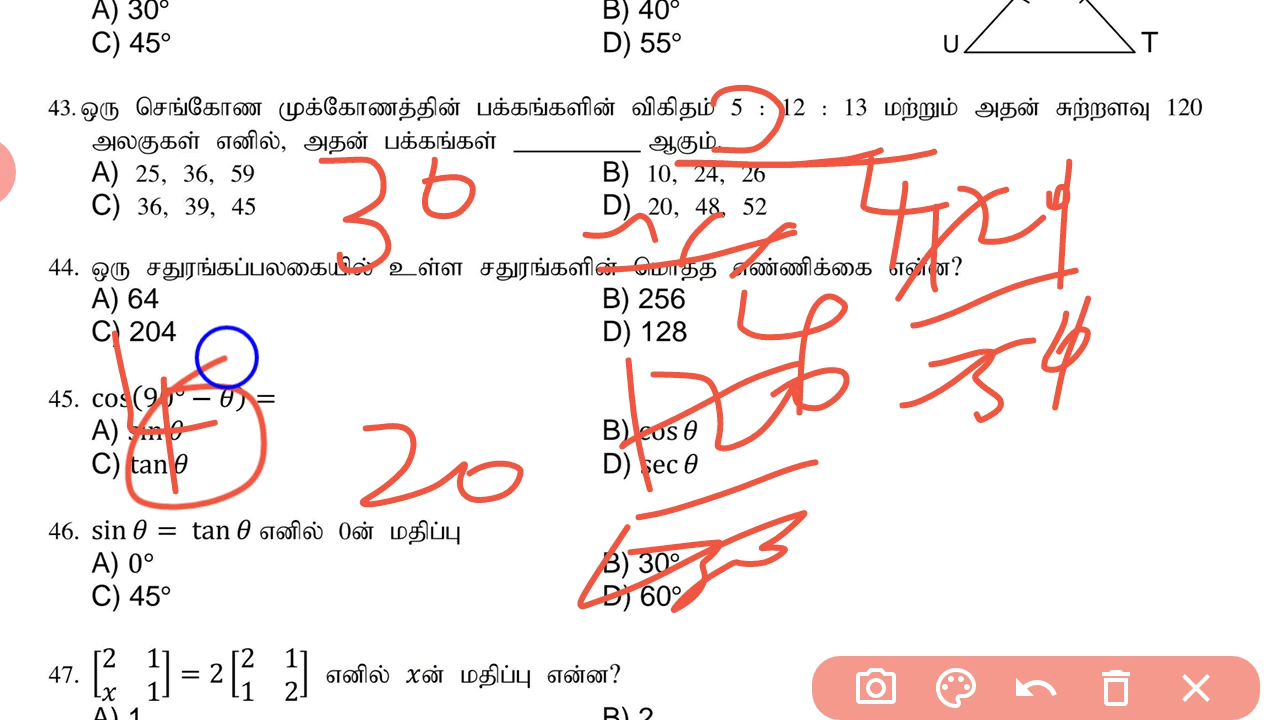 A) 30° B) 40°
C) 45° D) 55°
U T
43. ஒரு செங்கோண முக்கோணத்தின் பக்கங்களின் விகிதம் 5 : 12 : 13 மற்றும் அதன் சுற்றளவு 120
அலகுகள் எனில், அதன் பக்கங்கள் __________ ஆகும்.
A) 25, 36, 59 B) 10, 24, 26
C) 36, 39, 45 D) 20, 48, 52
36
44. ஒரு சதுரங்கப்பலகையில் உள்ள சதுரங்களின் மொத்த எண்ணிக்கை என்ன?
A) 64 B) 256
C) 204 D) 128
45. cos(90° − θ) =
A) sin θ B) cos θ
C) tan θ D) sec θ
20
46. sin θ = tan θ எனில் 0ன் மதிப்பு
A) 0° B) 30°
C) 45° D) 60°
47. [2 1 x 1] = 2 [2 1 1 2] எனில் xன் மதிப்பு என்ன?
A) 1 B) 2